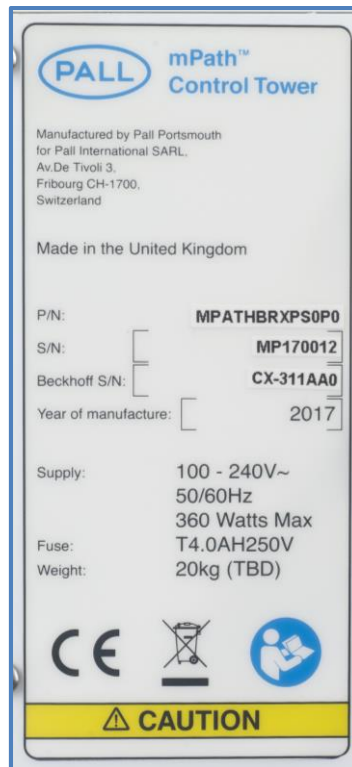 PALL
mPath™
Control Tower
Manufactured by Pall Portsmouth
for Pall International SARL,
Av.De Tivoli 3,
Fribourg CH-1700,
Switzerland
Made in the United Kingdom
P/N: MPATHBRXPS0P0
S/N: MP170012
Beckhoff S/N: CX-311AA0
Year of manufacture: 2017
Supply: 100 - 240V~
50/60Hz
360 Watts Max
Fuse: T4.0AH250V
Weight: 20kg (TBD)
CE
CAUTION